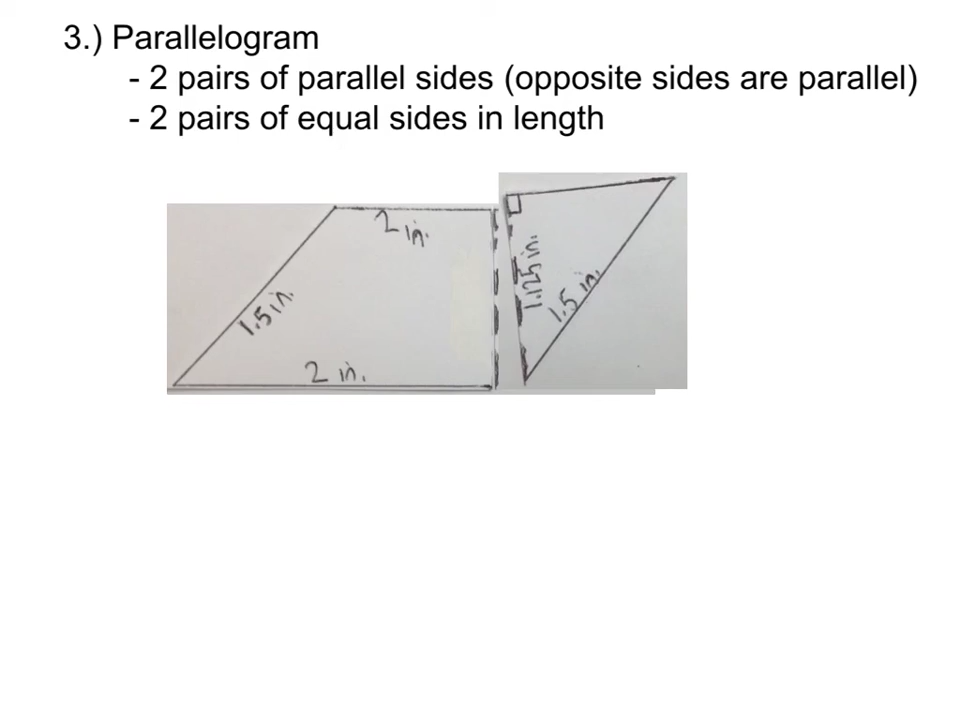 3.) Parallelogram
- 2 pairs of parallel sides (opposite sides are parallel)
- 2 pairs of equal sides in length
2 in.
1.5 in.
2 in.
1.125 in.
1.5 in.